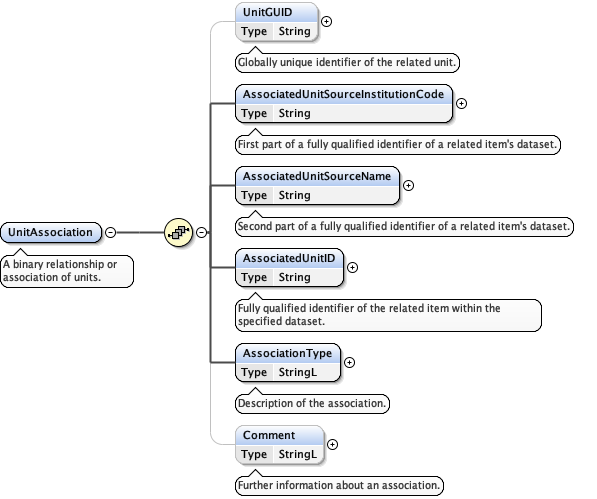 UnitGUID
Type String
Globally unique identifier of the related unit.
AssociatedUnitSourceInstitutionCode
Type String
First part of a fully qualified identifier of a related item's dataset.
AssociatedUnitSourceName
Type String
Second part of a fully qualified identifier of a related item's dataset.
UnitAssociation
A binary relationship or
association of units.
AssociatedUnitID
Type String
Fully qualified identifier of the related item within the
specified dataset.
AssociationType
Type StringL
Description of the association.
Comment
Type StringL
Further information about an association.